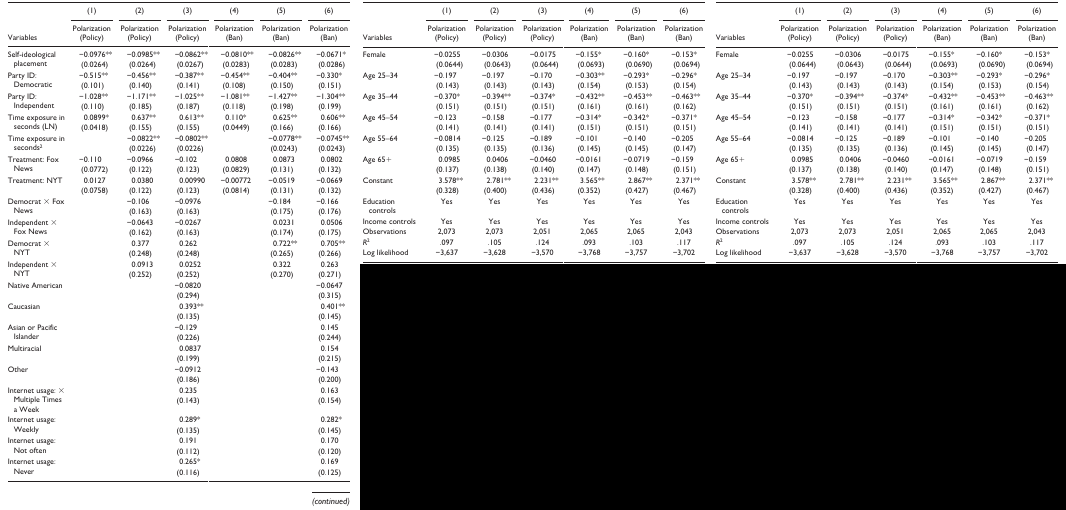 (1) (2) (3) (4) (5) (6)
Variables Polarization (Policy) Polarization (Policy) Polarization (Policy) Polarization (Ban) Polarization (Ban) Polarization (Ban)
Self-ideological placement −0.0976** −0.0985** −0.0862** −0.0810** −0.0826** −0.0671*
(0.0264) (0.0264) (0.0267) (0.0283) (0.0283) (0.0286)
Party ID: Democratic −0.515** −0.456** −0.387** −0.454** −0.404** −0.330*
(0.101) (0.140) (0.141) (0.108) (0.150) (0.151)
Party ID: Independent −1.028** −1.171** −1.025** −1.081** −1.427** −1.304**
(0.110) (0.185) (0.187) (0.118) (0.198) (0.199)
Time exposure in seconds (LN) 0.0899* 0.637** 0.613** 0.110* 0.625** 0.606**
(0.0418) (0.155) (0.155) (0.0449) (0.166) (0.166)
Time exposure in seconds² −0.0822** −0.0802** −0.0778** −0.0745**
(0.0226) (0.0226) (0.0243) (0.0243)
Treatment: Fox News −0.110 −0.0966 −0.102 0.0808 0.0873 0.0802
(0.0772) (0.122) (0.123) (0.0829) (0.131) (0.132)
Treatment: NYT 0.0127 0.0380 0.00990 −0.00772 −0.0519 −0.0669
(0.0758) (0.122) (0.123) (0.0814) (0.131) (0.132)
Democrat × Fox News −0.106 −0.0976 −0.184 −0.166
(0.163) (0.163) (0.175) (0.176)
Independent × Fox News −0.0643 −0.0267 0.0231 0.0506
(0.162) (0.163) (0.174) (0.175)
Democrat × NYT 0.377 0.262 0.722** 0.705**
(0.248) (0.248) (0.265) (0.266)
Independent × NYT 0.0913 0.0252 0.322 0.263
(0.252) (0.252) (0.270) (0.271)
Native American −0.0820 −0.0647
(0.294) (0.315)
Caucasian 0.393** 0.401**
(0.135) (0.145)
Asian or Pacific Islander −0.129 0.145
(0.226) (0.244)
Multiracial 0.0837 0.154
(0.199) (0.215)
Other −0.0912 −0.143
(0.186) (0.200)
Internet usage: × Multiple Times a Week 0.235 0.163
(0.143) (0.154)
Internet usage: Weekly 0.289* 0.282*
(0.135) (0.145)
Internet usage: Not often 0.191 0.170
(0.112) (0.120)
Internet usage: Never 0.265* 0.169
(0.116) (0.125)
(continued)
(1) (2) (3) (4) (5) (6)
Variables Polarization (Policy) Polarization (Policy) Polarization (Policy) Polarization (Ban) Polarization (Ban) Polarization (Ban)
Female −0.0255 −0.0306 −0.0175 −0.155* −0.160* −0.153*
(0.0644) (0.0643) (0.0644) (0.0693) (0.0690) (0.0694)
Age 25–34 −0.197 −0.197 −0.170 −0.303** −0.293* −0.296*
(0.143) (0.143) (0.143) (0.154) (0.153) (0.154)
Age 35–44 −0.370* −0.394** −0.374* −0.432** −0.453** −0.463**
(0.151) (0.151) (0.151) (0.161) (0.161) (0.162)
Age 45–54 −0.123 −0.158 −0.177 −0.314* −0.342* −0.371*
(0.141) (0.141) (0.141) (0.151) (0.151) (0.151)
Age 55–64 −0.0814 −0.125 −0.189 −0.101 −0.140 −0.205
(0.135) (0.135) (0.136) (0.145) (0.145) (0.147)
Age 65+ 0.0985 0.0406 −0.0460 −0.0161 −0.0719 −0.159
(0.137) (0.138) (0.140) (0.147) (0.148) (0.151)
Constant 3.578** 2.781** 2.231** 3.565** 2.867** 2.371**
(0.328) (0.400) (0.436) (0.352) (0.427) (0.467)
Education controls Yes Yes Yes Yes Yes Yes
Income controls Yes Yes Yes Yes Yes Yes
Observations 2,073 2,073 2,051 2,065 2,065 2,043
R² .097 .105 .124 .093 .103 .117
Log likelihood −3,637 −3,628 −3,570 −3,768 −3,757 −3,702
(1) (2) (3) (4) (5) (6)
Variables Polarization (Policy) Polarization (Policy) Polarization (Policy) Polarization (Ban) Polarization (Ban) Polarization (Ban)
Female −0.0255 −0.0306 −0.0175 −0.155* −0.160* −0.153*
(0.0644) (0.0643) (0.0644) (0.0693) (0.0690) (0.0694)
Age 25–34 −0.197 −0.197 −0.170 −0.303** −0.293* −0.296*
(0.143) (0.143) (0.143) (0.154) (0.153) (0.154)
Age 35–44 −0.370* −0.394** −0.374* −0.432** −0.453** −0.463**
(0.151) (0.151) (0.151) (0.161) (0.161) (0.162)
Age 45–54 −0.123 −0.158 −0.177 −0.314* −0.342* −0.371*
(0.141) (0.141) (0.141) (0.151) (0.151) (0.151)
Age 55–64 −0.0814 −0.125 −0.189 −0.101 −0.140 −0.205
(0.135) (0.135) (0.136) (0.145) (0.145) (0.147)
Age 65+ 0.0985 0.0406 −0.0460 −0.0161 −0.0719 −0.159
(0.137) (0.138) (0.140) (0.147) (0.148) (0.151)
Constant 3.578** 2.781** 2.231** 3.565** 2.867** 2.371**
(0.328) (0.400) (0.436) (0.352) (0.427) (0.467)
Education controls Yes Yes Yes Yes Yes Yes
Income controls Yes Yes Yes Yes Yes Yes
Observations 2,073 2,073 2,051 2,065 2,065 2,043
R² .097 .105 .124 .093 .103 .117
Log likelihood −3,637 −3,628 −3,570 −3,768 −3,757 −3,702